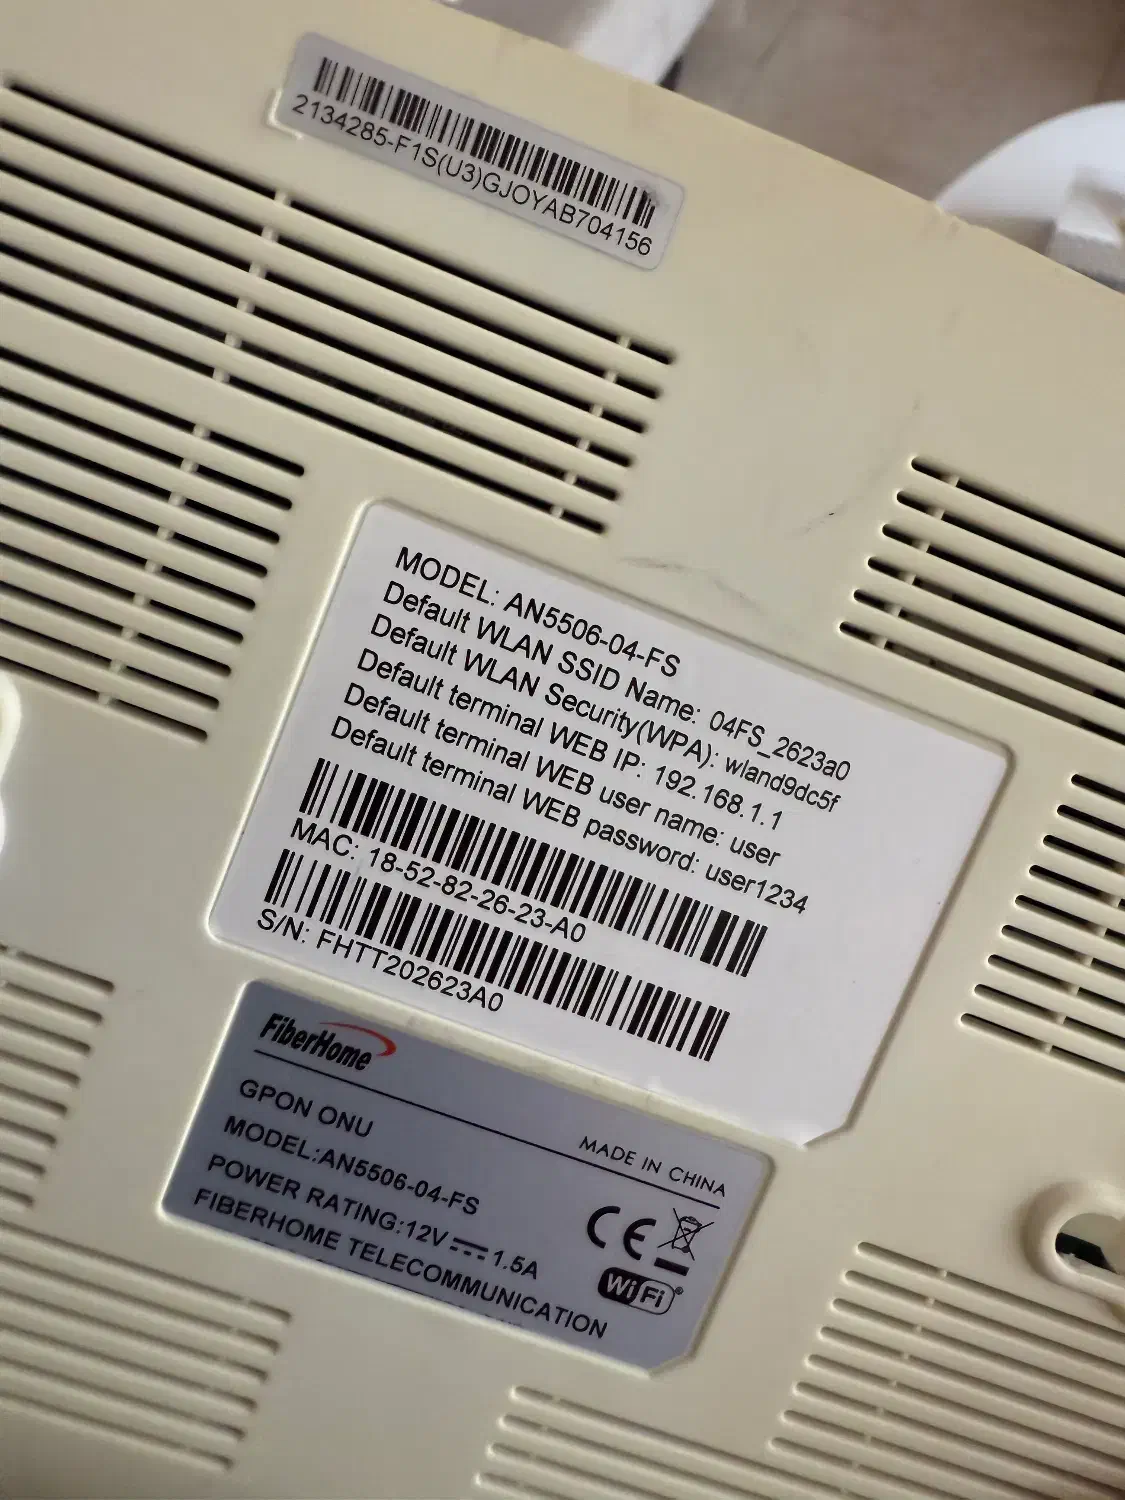 2134285-F1S(U3)GJOYAB704156
MODEL: AN5506-04-FS
Default WLAN SSID Name: 04FS_2623a0
Default WLAN Security(WPA): wland9dc5f
Default terminal WEB IP: 192.168.1.1
Default terminal WEB user name: user
Default terminal WEB password: user1234
MAC: 18-52-82-26-23-A0
S/N: FHTT202623A0
FiberHome
GPON ONU
MADE IN CHINA
MODEL:AN5506-04-FS
POWER RATING:12V⎓1.5A
CE
FIBERHOME TELECOMMUNICATION
Wi Fi®